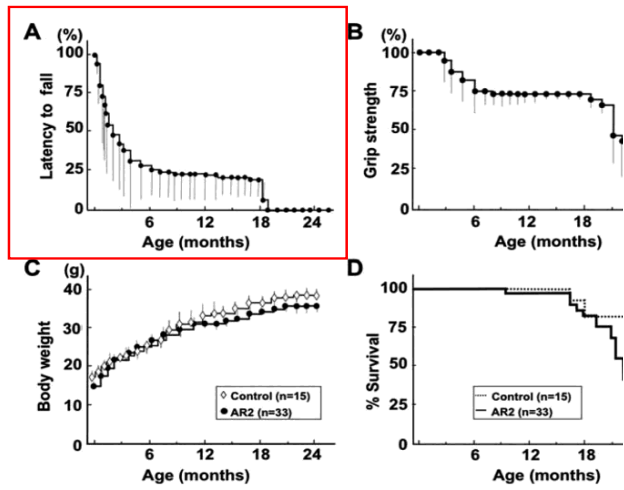 A (%)
100
75
50
25
0
Latency to fall
6 12 18 24
Age (months)
B (%)
100
75
50
25
0
Grip strength
6 12 18
Age (months)
C (g)
40
30
20
10
0
Body weight
Control (n=15)
AR2 (n=33)
0 6 12 18 24
Age (months)
D
100
75
50
25
0
% Survival
Control (n=15)
AR2 (n=33)
0 12 18
Age (months)